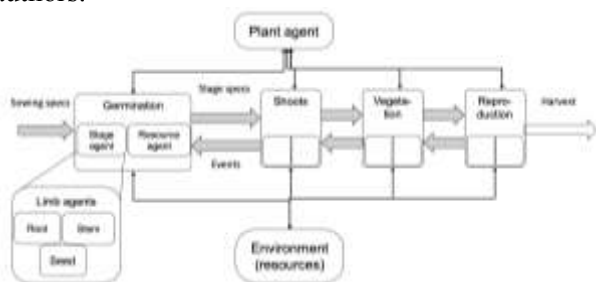 authors.
Plant agent
Stage specs
Sowing specs
Germination
Shoots
Vegeta-
tion
Repro-
duction
Harvest
Stage
agent
Resource
agent
Events
Limb agents
Root
Stem
Seed
Environment
(resources)